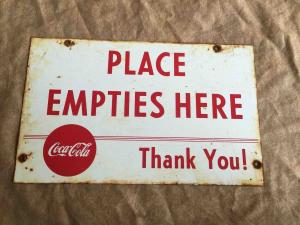 PLACE
EMPTIES HERE
Coca-Cola
Thank You!